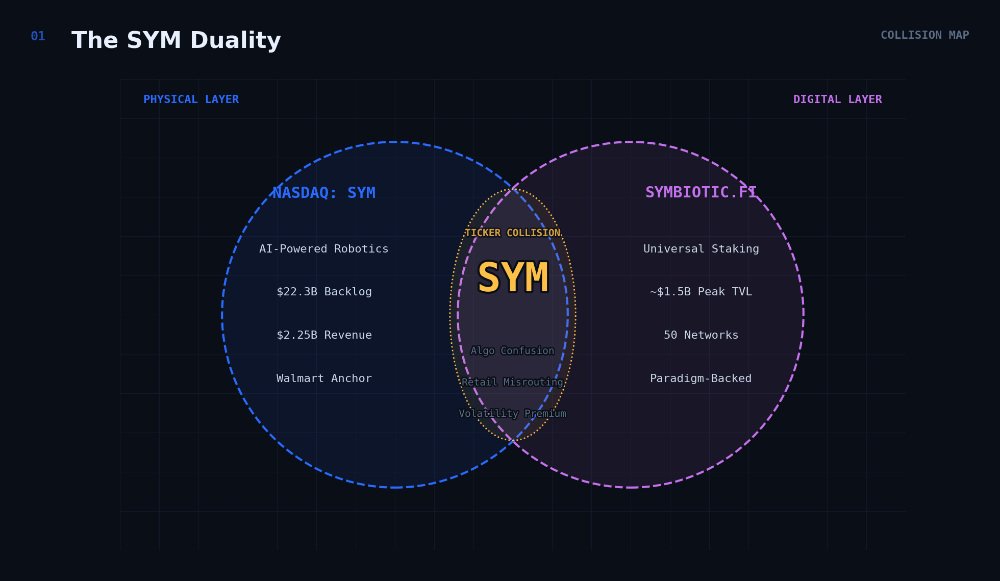 01
The SYM Duality
COLLISION MAP
PHYSICAL LAYER
DIGITAL LAYER
NASDAQ: SYM
AI-Powered Robotics
$22.3B Backlog
$2.25B Revenue
Walmart Anchor
TICKER COLLISION
SYM
Algo Confusion
Retail Misrouting
Volatility Premium
SYMBIOTIC.FI
Universal Staking
~$1.5B Peak TVL
50 Networks
Paradigm-Backed